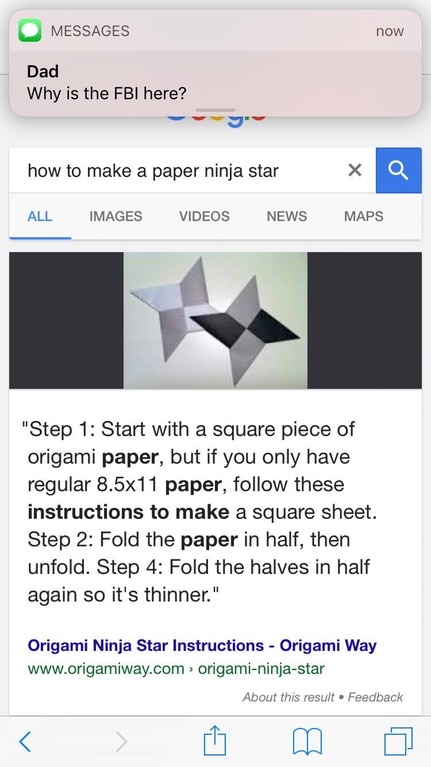 MESSAGES now
Dad
Why is the FBI here?
Google
how to make a paper ninja star
ALL IMAGES VIDEOS NEWS MAPS
"Step 1: Start with a square piece of
origami paper, but if you only have
regular 8.5x11 paper, follow these
instructions to make a square sheet.
Step 2: Fold the paper in half, then
unfold. Step 4: Fold the halves in half
again so it's thinner."
Origami Ninja Star Instructions - Origami Way
www.origamiway.com › origami-ninja-star
About this result • Feedback